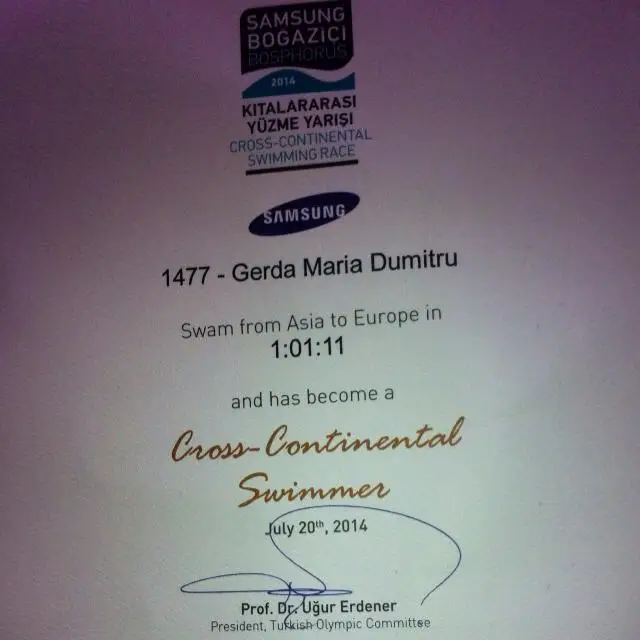 SAMSUNG
BOGAZICI
BOSPHORUS
2014
KITALARARASI
YÜZME YARIŞI
CROSS-CONTINENTAL
SWIMMING RACE
SAMSUNG
1477 - Gerda Maria Dumitru
Swam from Asia to Europe in
1:01:11
and has become a
Cross-Continental
Swimmer
July 20th, 2014
Prof. Dr. Uğur Erdener
President, Turkish Olympic Committee